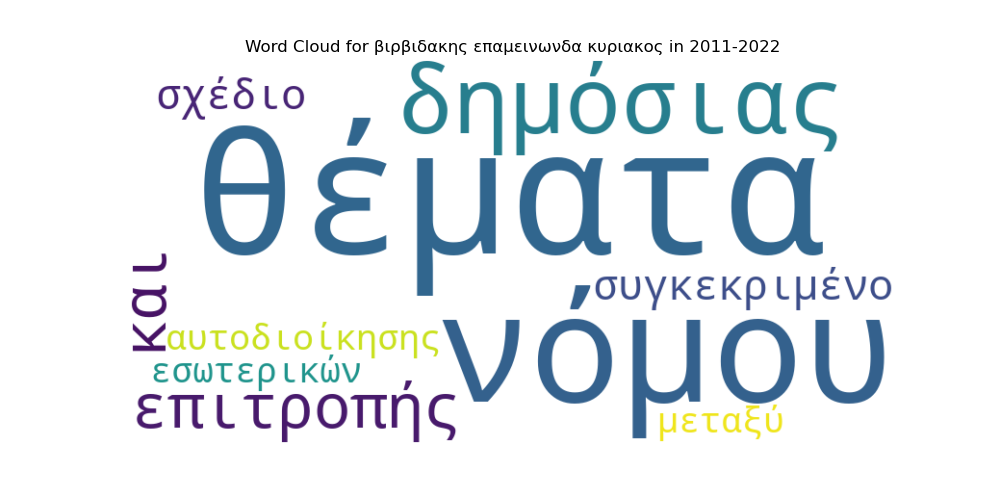 Word Cloud for βιρβιδακης επαμεινωνδα κυριακος in 2011-2022
σχέδιο
δημόσιας
θέματα
και
συγκεκριμένο
νόμου
αυτοδιοίκησης
εσωτερικών
επιτροπής
μεταξύ